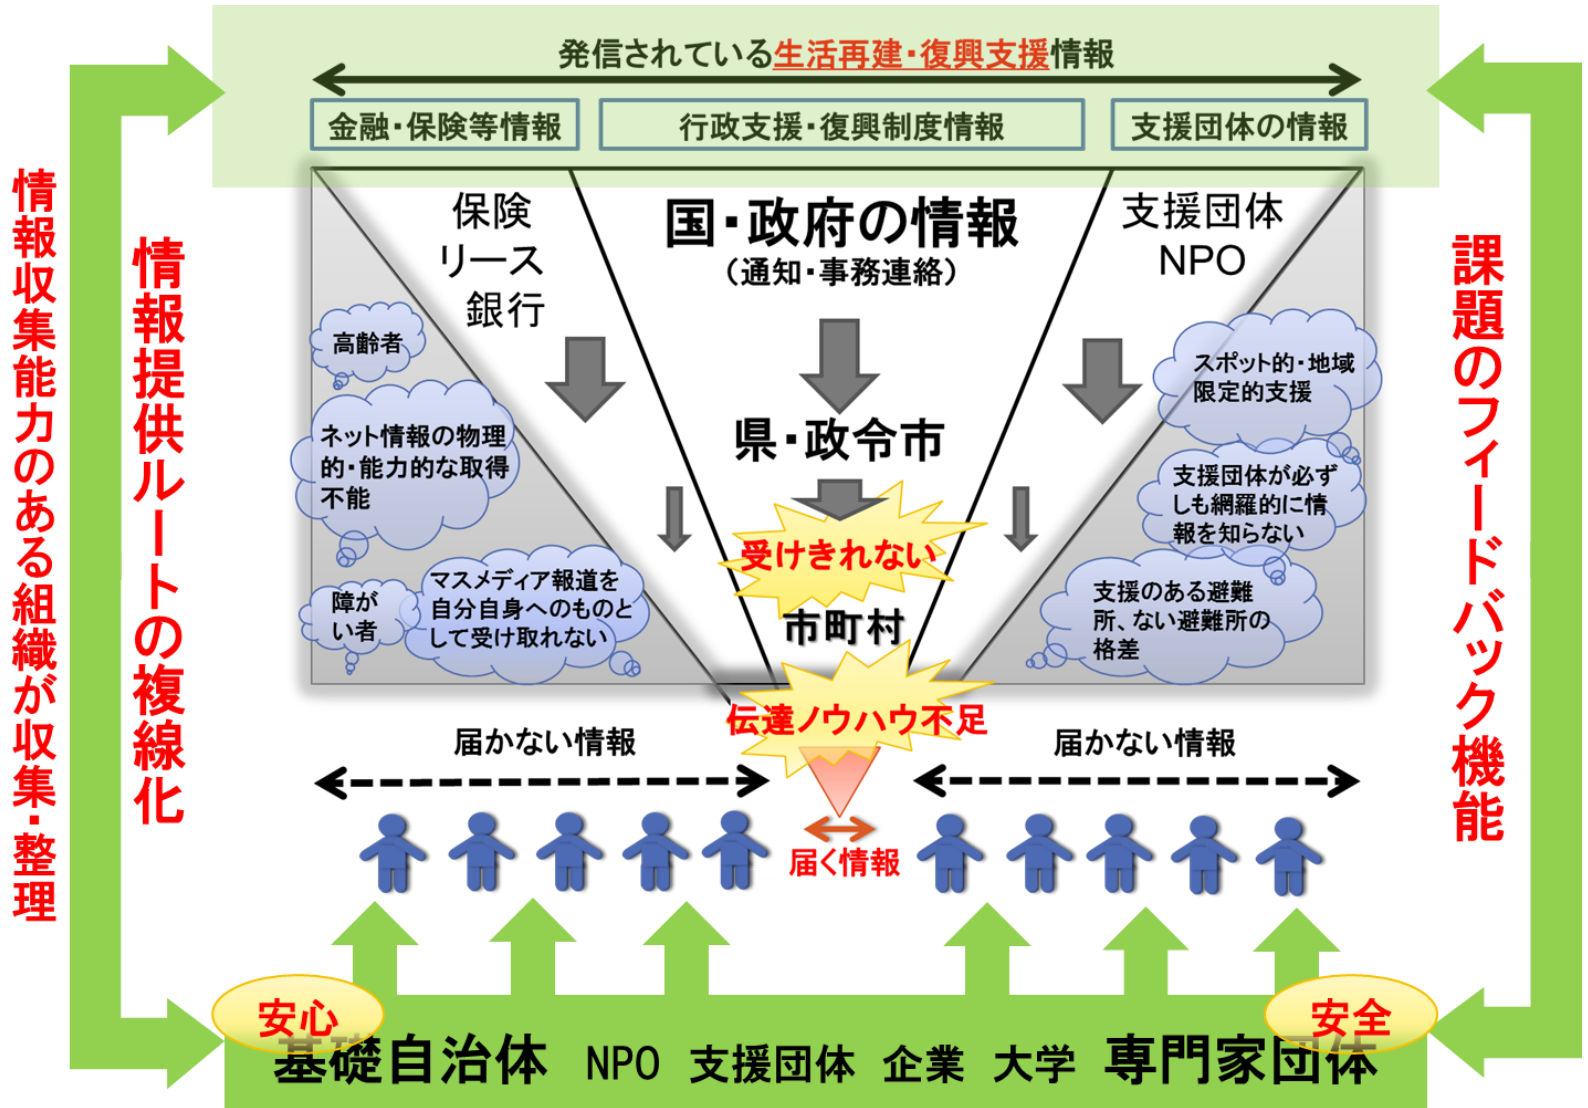 発信されている生活再建・復興支援情報
金融・保険等情報
行政支援・復興制度情報
支援団体の情報
保険
リース
銀行
国・政府の情報
（通知・事務連絡）
支援団体
NPO
県・政令市
受けきれない
市町村
伝達ノウハウ不足
高齢者
ネット情報の物理
的・能力的な取得
不能
障がい者
マスメディア報道を
自分自身へのものと
して受け取れない
スポット的・地域
限定的支援
支援団体が必ず
しも網羅的に情
報を知らない
支援のある避難
所、ない避難所の
格差
届かない情報
届く情報
届かない情報
情報収集能力のある組織が収集・整理
情報提供ルートの複線化
課題のフィードバック機能
安心
安全
基礎自治体 NPO 支援団体 企業 大学 専門家団体